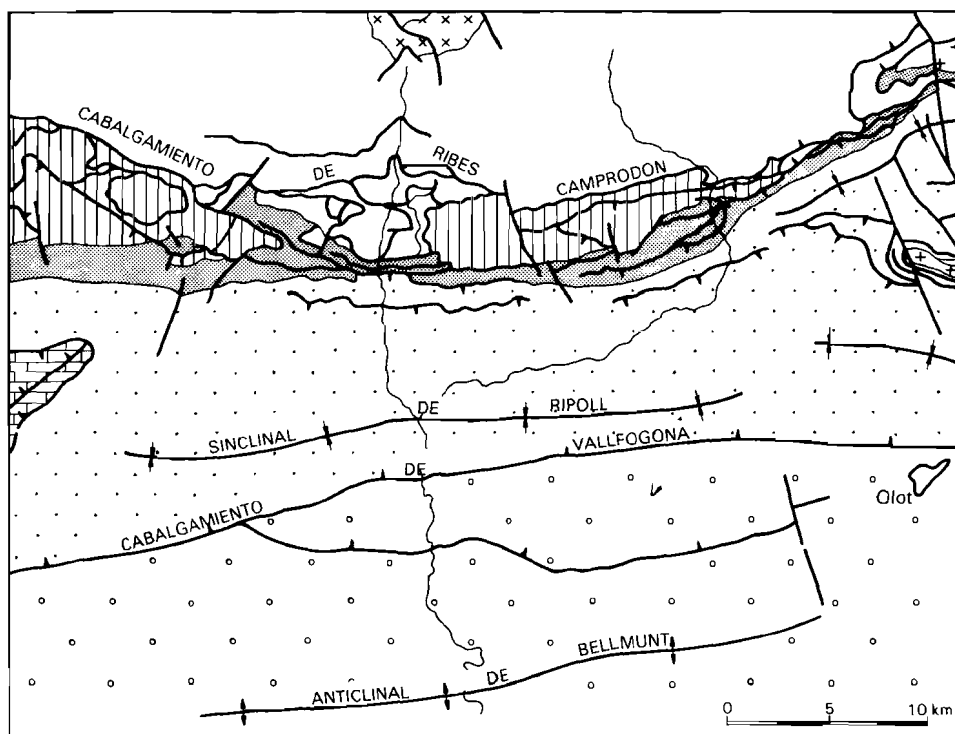 CABALGAMIENTO DE RIBES CAMPRODON
SINCLINAL DE RIPOLL
CABALGAMIENTO DE VALLFOGONA
Olot
ANTICLINAL DE BELLMUNT
0 5 10 km